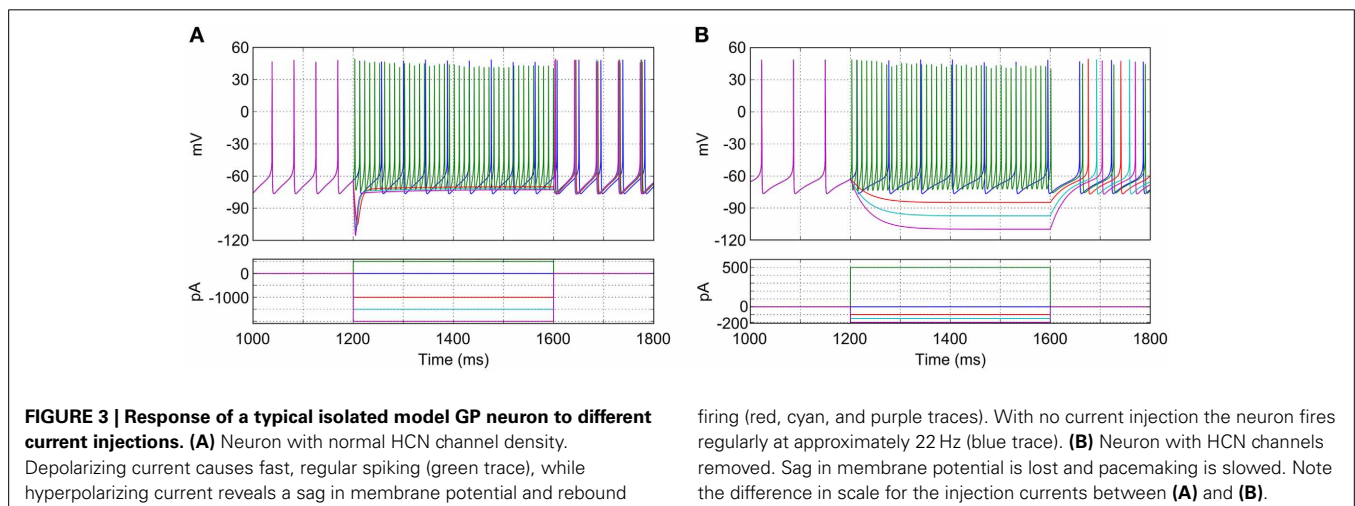 A
60
30
0
-30
-60
-90
-120
mV
0
-1000
pA
1000 1200 1400 1600 1800
Time (ms)
B
60
30
0
-30
-60
-90
-120
mV
500
0
-200
pA
1000 1200 1400 1600 1800
Time (ms)
FIGURE 3 | Response of a typical isolated model GP neuron to different
current injections. (A) Neuron with normal HCN channel density.
Depolarizing current causes fast, regular spiking (green trace), while
hyperpolarizing current reveals a sag in membrane potential and rebound
firing (red, cyan, and purple traces). With no current injection the neuron fires
regularly at approximately 22 Hz (blue trace). (B) Neuron with HCN channels
removed. Sag in membrane potential is lost and pacemaking is slowed. Note
the difference in scale for the injection currents between (A) and (B).